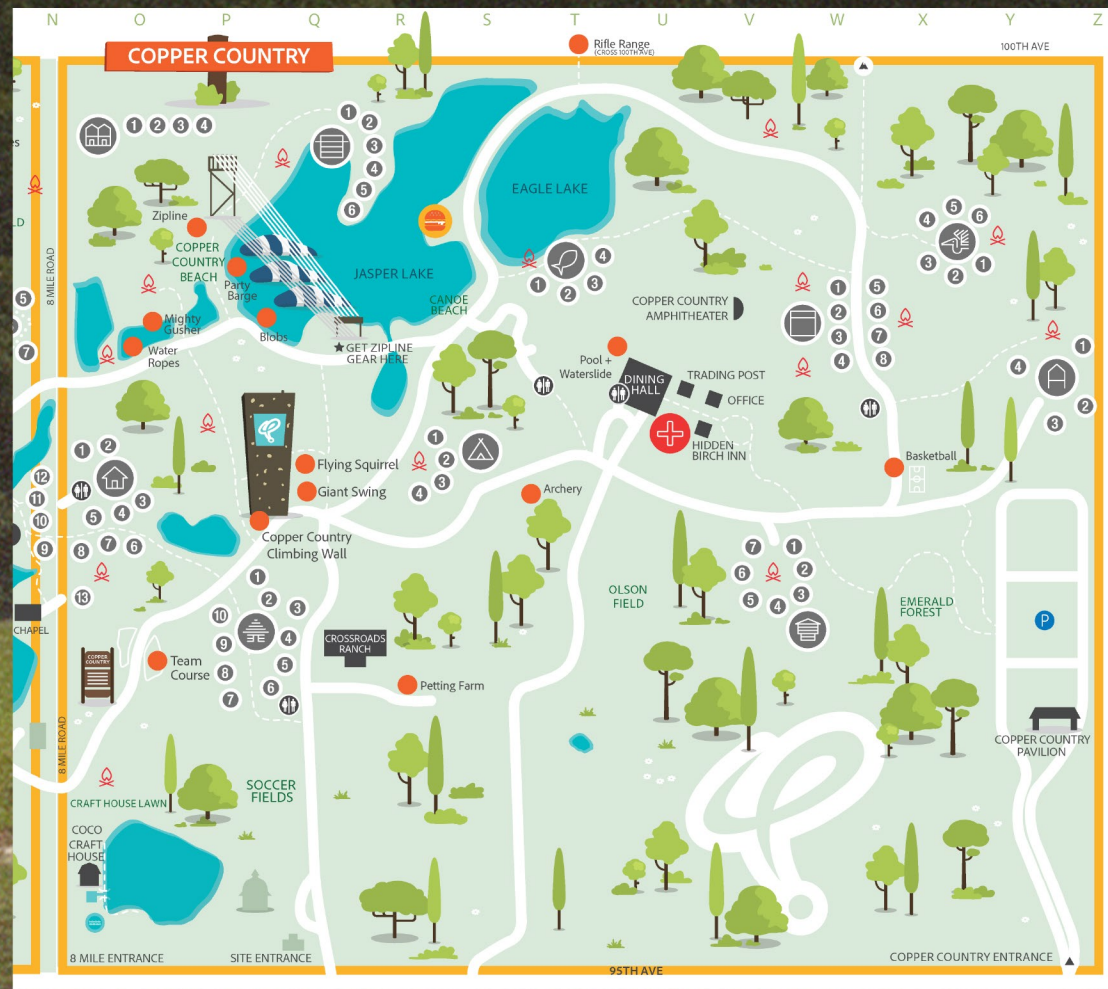 N O P Q R S T U V W X Y Z
COPPER COUNTRY
Rifle Range
(CROSS 100TH AVE)
100TH AVE
1 2 3 4
1
2
3
4
5
6
EAGLE LAKE
Zipline
COPPER
COUNTRY
BEACH
Party
Barge
JASPER LAKE
CANOE
BEACH
8 MILE ROAD
Mighty
Gusher
Water
Ropes
Blobs
★ GET ZIPLINE
GEAR HERE
1 2 3 4
COPPER COUNTRY
AMPHITHEATER
1
2
3
4
5
6
7
8
4 5 6
3 2 1
1
2
3
4
5
7
Pool +
Waterslide
DINING
HALL
TRADING POST
OFFICE
HIDDEN
BIRCH INN
Basketball
Flying Squirrel
Giant Swing
Archery
1
2
3
4
Copper Country
Climbing Wall
1 2
3
4
5
6
7
8
9
10
11
12
13
CHAPEL
COPPER
COUNTRY
Team
Course
1
2
3
4
5
6
7
8
9
10
CROSSROADS
RANCH
Petting Farm
OLSON
FIELD
7 1
6 2
5 4 3
EMERALD
FOREST
P
COPPER COUNTRY
PAVILION
8 MILE ROAD
CRAFT HOUSE LAWN
SOCCER
FIELDS
COCO
CRAFT
HOUSE
8 MILE ENTRANCE
SITE ENTRANCE
95TH AVE
COPPER COUNTRY ENTRANCE